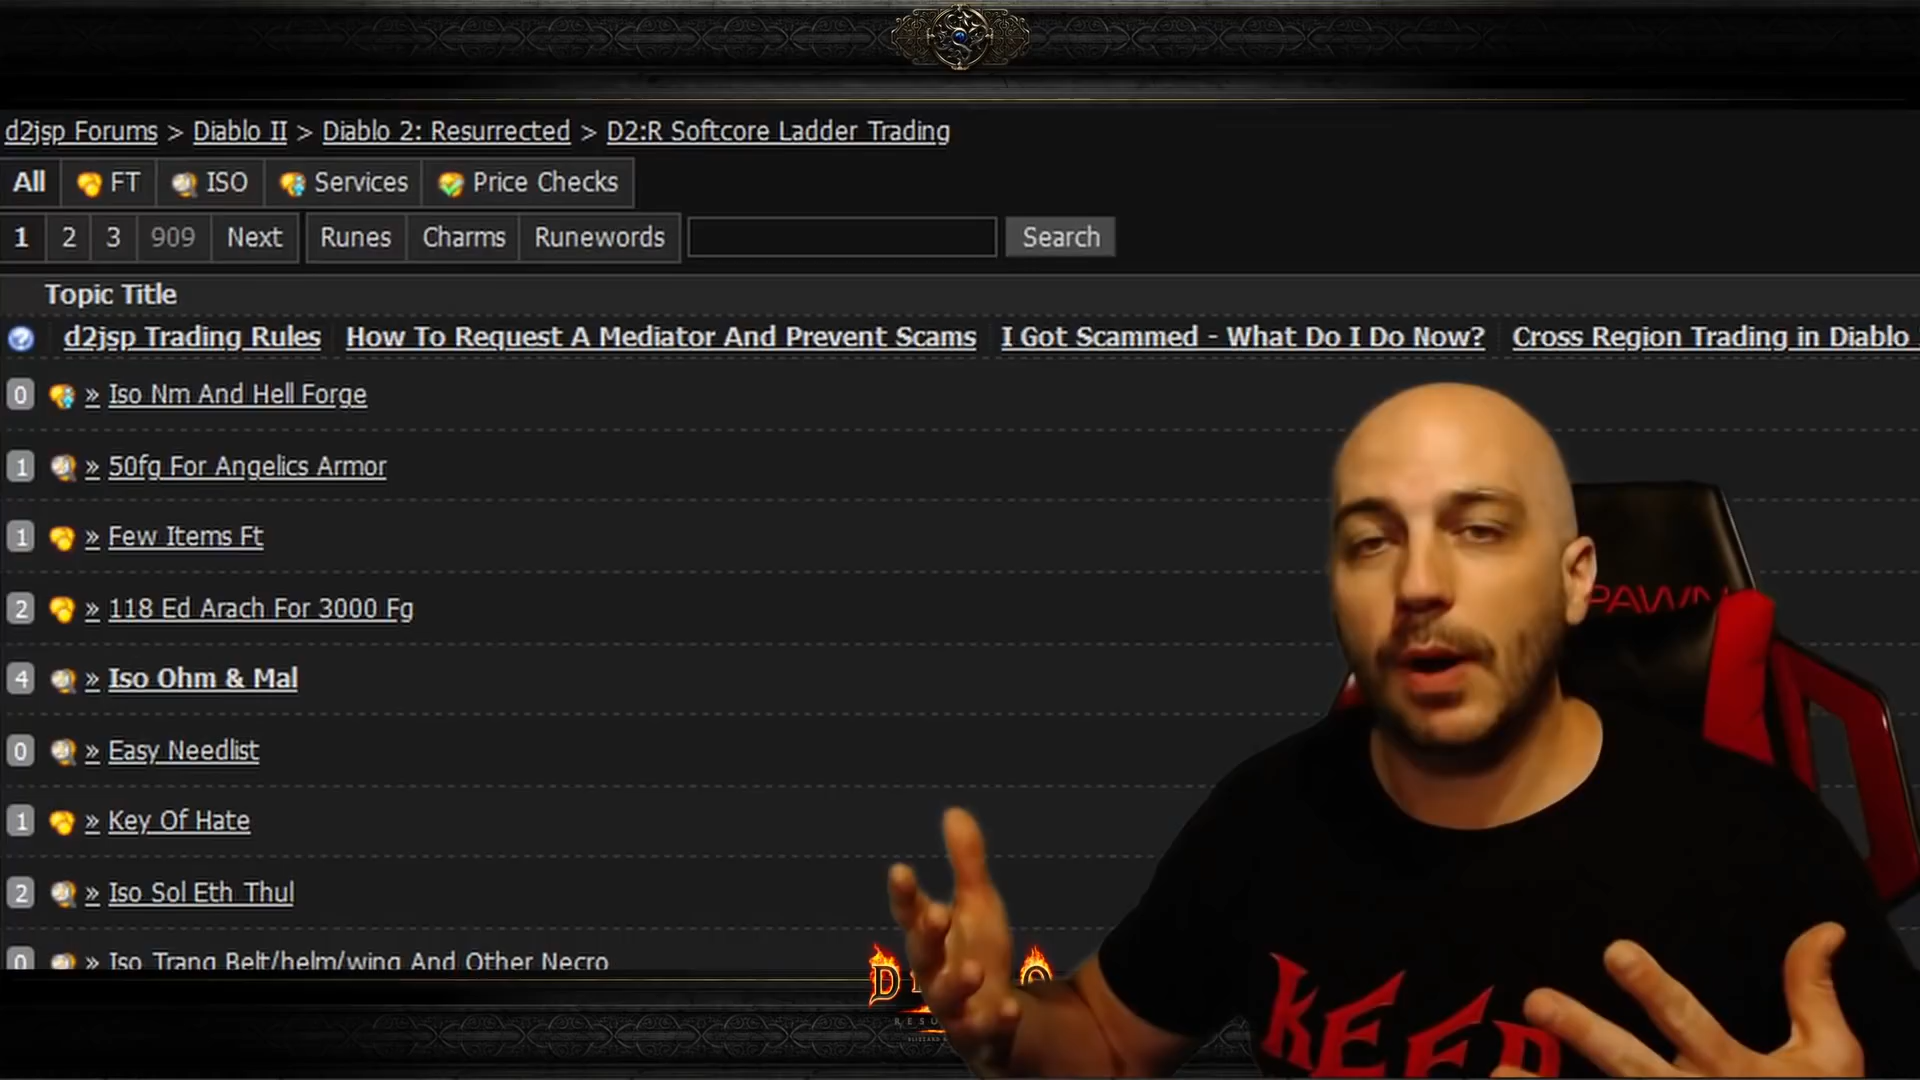 d2jsp Forums > Diablo II > Diablo 2: Resurrected > D2:R Softcore Ladder Trading
All FT ISO Services Price Checks
1 2 3 909 Next Runes Charms Runewords Search
Topic Title
d2jsp Trading Rules How To Request A Mediator And Prevent Scams I Got Scammed - What Do I Do Now? Cross Region Trading in Diablo
0 » Iso Nm And Hell Forge
1 » 50fg For Angelics Armor
1 » Few Items Ft
2 » 118 Ed Arach For 3000 Fg
4 » Iso Ohm & Mal
0 » Easy Needlist
1 » Key Of Hate
2 » Iso Sol Eth Thul
0 » Iso Trang Belt/helm/wing And Other Necro
PAWN
KEEP